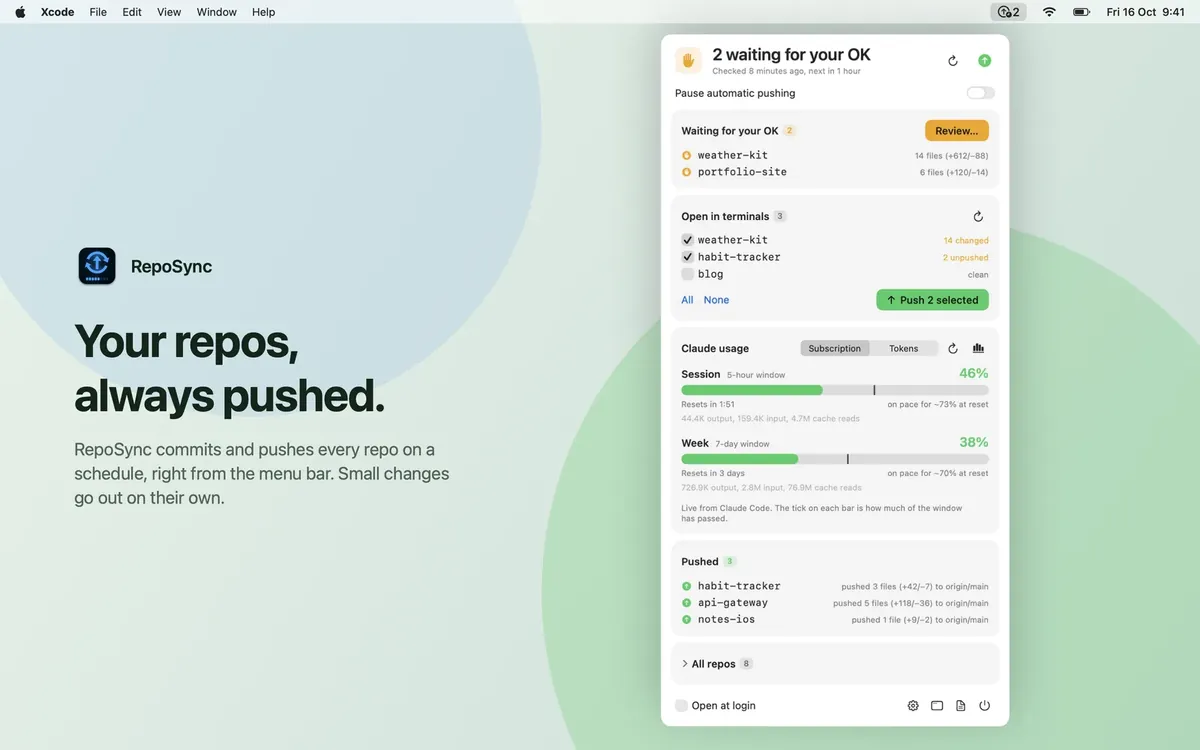 Xcode File Edit View Window Help 2 Fri 16 Oct 9:41
RepoSync
Your repos,
always pushed.
RepoSync commits and pushes every repo on a
schedule, right from the menu bar. Small changes
go out on their own.
2 waiting for your OK
Checked 8 minutes ago, next in 1 hour
Pause automatic pushing
Waiting for your OK 2 Review...
weather-kit 14 files (+612/−88)
portfolio-site 6 files (+120/−14)
Open in terminals 3
weather-kit 14 changed
habit-tracker 2 unpushed
blog clean
All None Push 2 selected
Claude usage Subscription Tokens
Session 5-hour window 46%
Resets in 1:51 on pace for ~73% at reset
44.4K output, 159.4K input, 4.7M cache reads
Week 7-day window 38%
Resets in 3 days on pace for ~70% at reset
726.9K output, 2.8M input, 76.9M cache reads
Live from Claude Code. The tick on each bar is how much of the window
has passed.
Pushed 3
habit-tracker pushed 3 files (+42/−7) to origin/main
api-gateway pushed 5 files (+118/−36) to origin/main
notes-ios pushed 1 file (+9/−2) to origin/main
All repos 8
Open at login